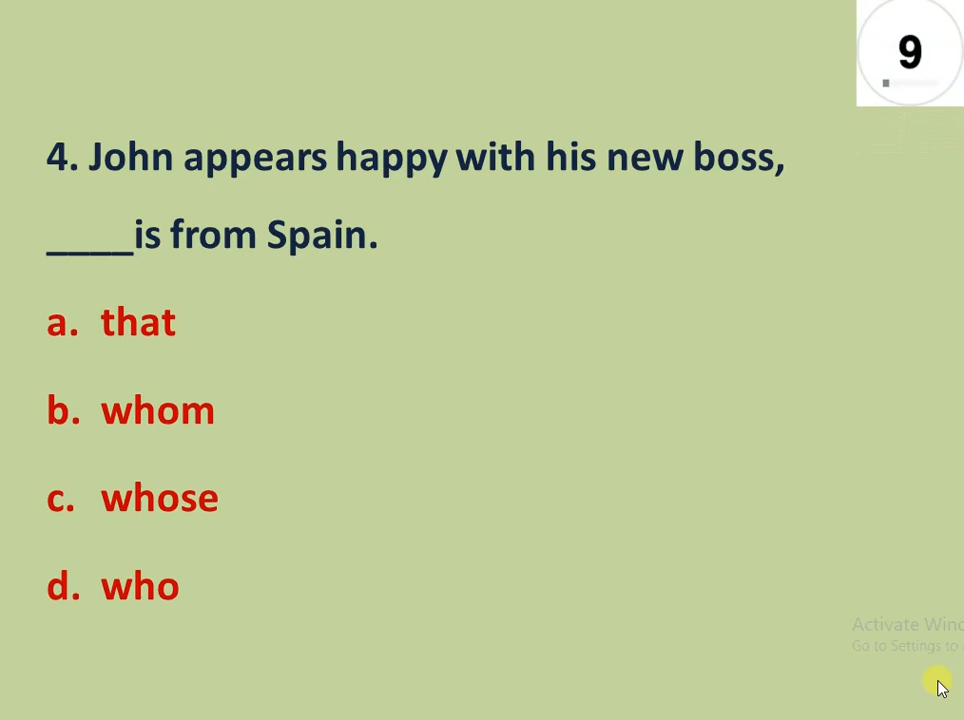 9
4. John appears happy with his new boss,
____is from Spain.
a. that
b. whom
c. whose
d. who
Activate Wind
Go to Settings to